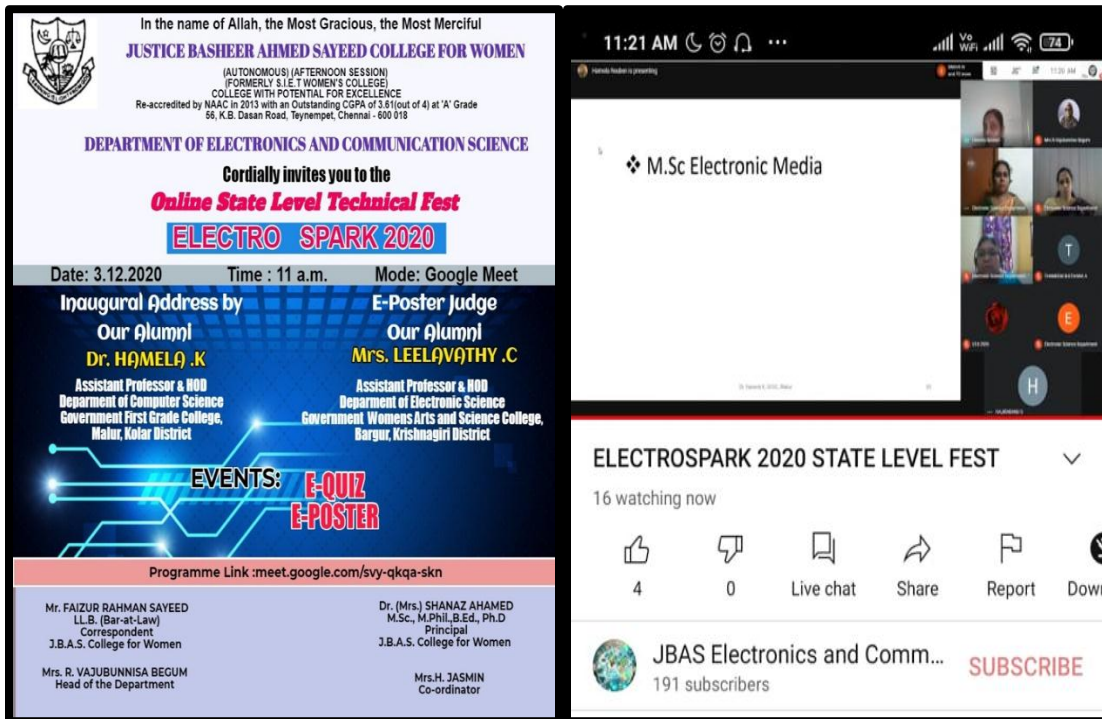 In the name of Allah, the Most Gracious, the Most Merciful
JUSTICE BASHEER AHMED SAYEED COLLEGE FOR WOMEN
(AUTONOMOUS) (AFTERNOON SESSION)
(FORMERLY S.I.E.T WOMEN'S COLLEGE)
COLLEGE WITH POTENTIAL FOR EXCELLENCE
Re-accredited by NAAC in 2013 with an Outstanding CGPA of 3.61(out of 4) at 'A' Grade
56, K.B. Dasan Road, Teynempet, Chennai - 600 018
DEPARTMENT OF ELECTRONICS AND COMMUNICATION SCIENCE
Cordially invites you to the
Online State Level Technical Fest
ELECTRO SPARK 2020
Date: 3.12.2020 Time : 11 a.m. Mode: Google Meet
Inaugural Address by
Our Alumni
Dr. HAMELA .K
Assistant Professor & HOD
Deparment of Computer Science
Government First Grade College,
Malur, Kolar District
E-Poster Judge
Our Alumni
Mrs. LEELAVATHY .C
Assistant Professor & HOD
Deparment of Electronic Science
Government Womens Arts and Science College,
Bargur, Krishnagiri District
EVENTS:
E-QUIZ
E-POSTER
Programme Link :meet.google.com/svy-qkqa-skn
Mr. FAIZUR RAHMAN SAYEED
LL.B. (Bar-at-Law)
Correspondent
J.B.A.S. College for Women
Dr. (Mrs.) SHANAZ AHAMED
M.Sc., M.Phil.,B.Ed., Ph.D
Principal
J.B.A.S. College for Women
Mrs. R. VAJUBUNNISA BEGUM
Head of the Department
Mrs.H. JASMIN
Co-ordinator
11:21 AM
Vo
WiFi
74
is presenting
11:20 AM
❖ M.Sc Electronic Media
T
E
H
ELECTROSPARK 2020 STATE LEVEL FEST
16 watching now
4 0 Live chat Share Report Down
JBAS Electronics and Comm...
SUBSCRIBE
191 subscribers